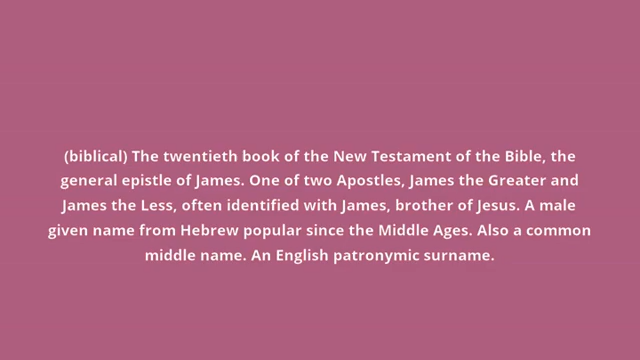 (biblical) The twentieth book of the New Testament of the Bible, the
general epistle of James. One of two Apostles, James the Greater and
James the Less, often identified with James, brother of Jesus. A male
given name from Hebrew popular since the Middle Ages. Also a common
middle name. An English patronymic surname.